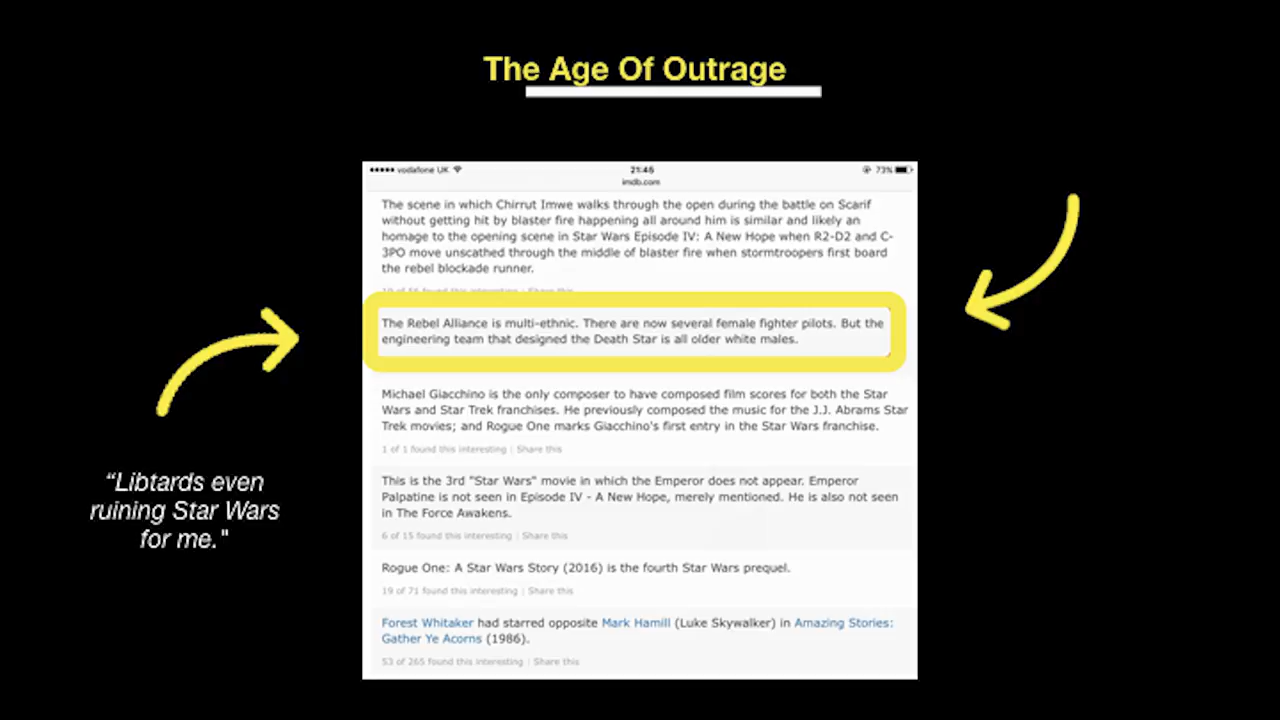 The Age Of Outrage
vodafone UK
21:46
73%
imdb.com
The scene in which Chirrut Imwe walks through the open during the battle on Scarif
without getting hit by blaster fire happening all around him is similar and likely an
homage to the opening scene in Star Wars Episode IV: A New Hope when R2-D2 and C-
3PO move unscathed through the middle of blaster fire when stormtroopers first board
the rebel blockade runner.
found this interesting | Share this
The Rebel Alliance is multi-ethnic. There are now several female fighter pilots. But the
engineering team that designed the Death Star is all older white males.
Michael Giacchino is the only composer to have composed film scores for both the Star
Wars and Star Trek franchises. He previously composed the music for the J.J. Abrams Star
Trek movies; and Rogue One marks Giacchino's first entry in the Star Wars franchise.
1 of 1 found this interesting | Share this
"Libtards even
ruining Star Wars
for me."
This is the 3rd "Star Wars" movie in which the Emperor does not appear. Emperor
Palpatine is not seen in Episode IV - A New Hope, merely mentioned. He is also not seen
in The Force Awakens.
6 of 15 found this interesting | Share this
Rogue One: A Star Wars Story (2016) is the fourth Star Wars prequel.
19 of 71 found this interesting | Share this
Forest Whitaker had starred opposite Mark Hamill (Luke Skywalker) in Amazing Stories:
Gather Ye Acorns (1986).
53 of 265 found this interesting | Share this